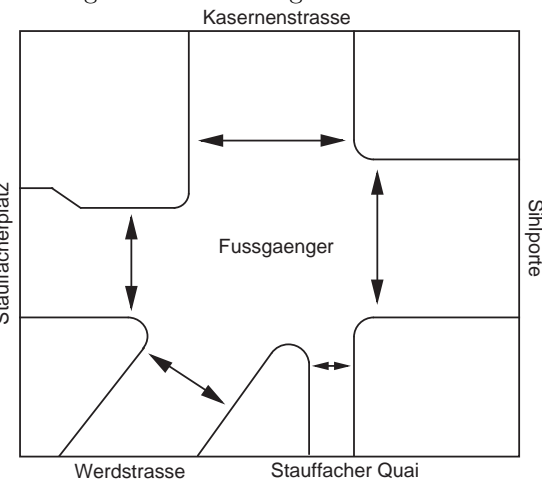 Kasernenstrasse
Stauffacherplatz
Fussgaenger
Sihlporte
Werdstrasse
Stauffacher Quai